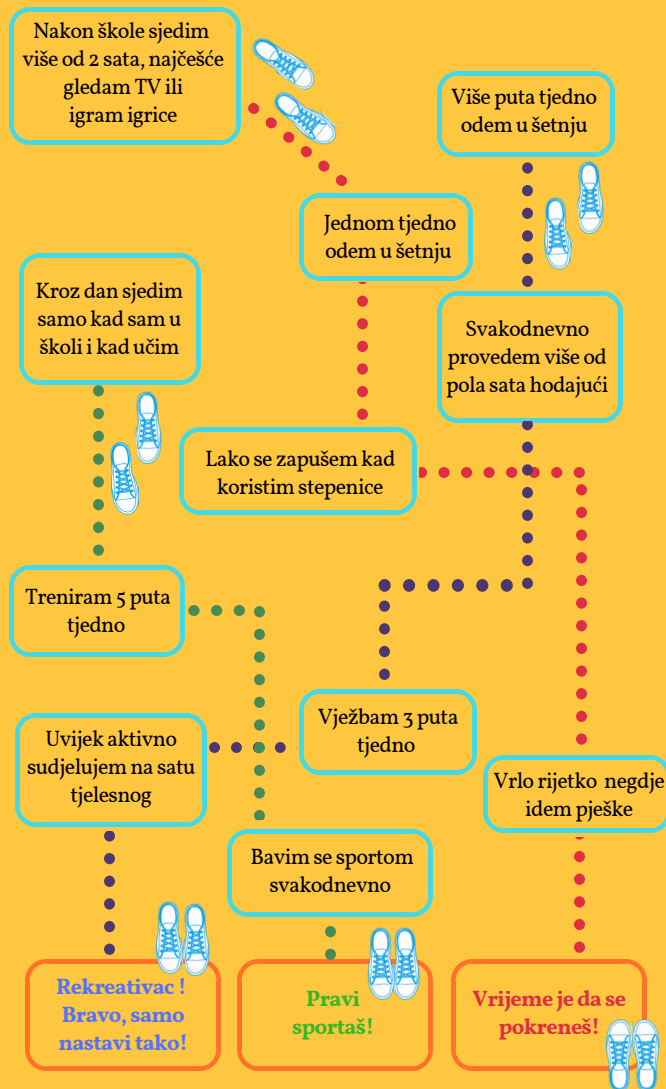 Nakon škole sjedim
više od 2 sata, najčešće
gledam TV ili
igram igrice
Više puta tjedno
odem u šetnju
Jednom tjedno
odem u šetnju
Kroz dan sjedim
samo kad sam u
školi i kad učim
Svakodnevno
provedem više od
pola sata hodajući
Lako se zapušem kad
koristim stepenice
Treniram 5 puta
tjedno
Vježbam 3 puta
tjedno
Uvijek aktivno
sudjelujem na satu
tjelesnog
Vrlo rijetko negdje
idem pješke
Bavim se sportom
svakodnevno
Rekreativac !
Bravo, samo
nastavi tako!
Pravi
sportaš!
Vrijeme je da se
pokreneš!